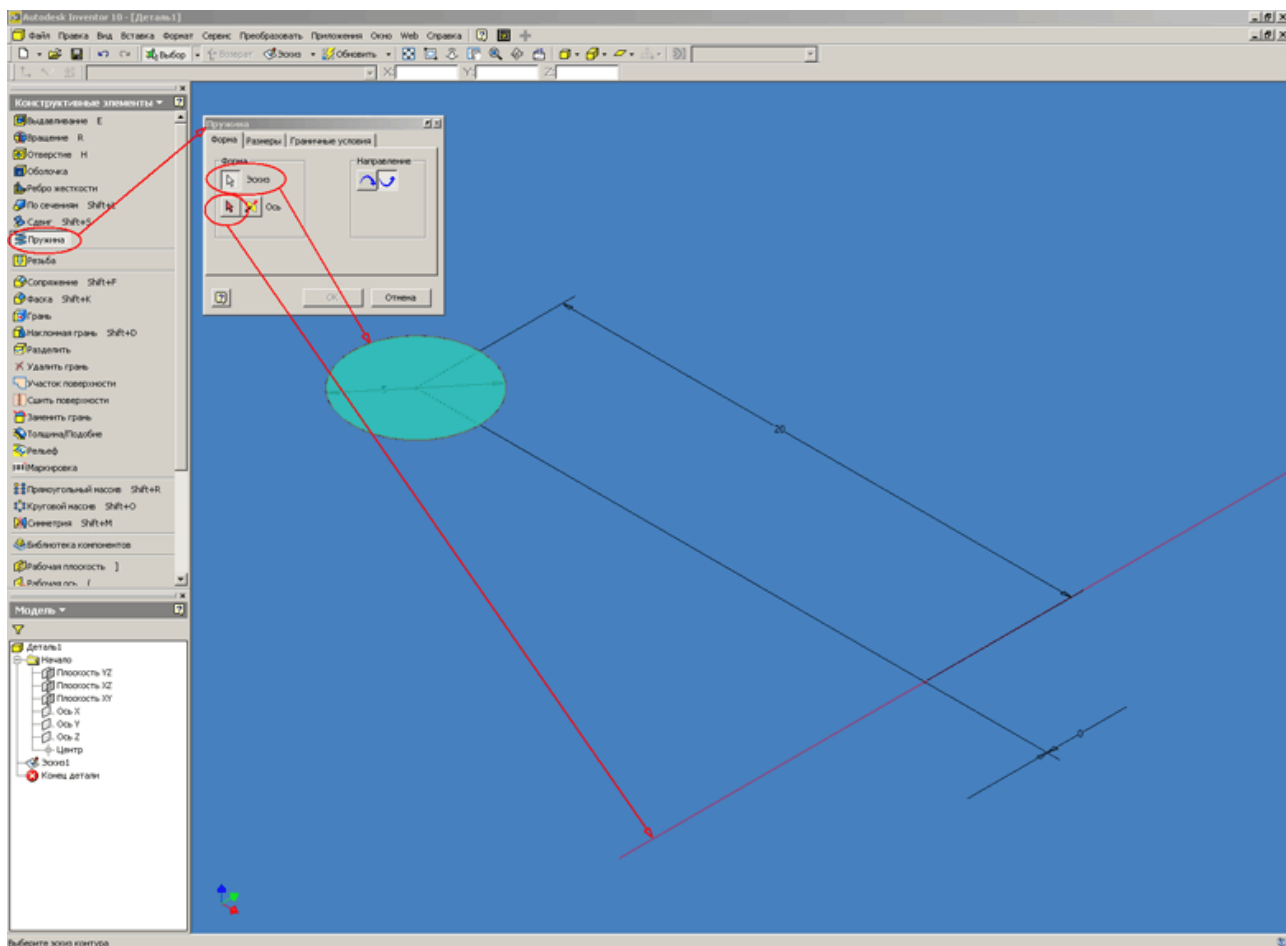 Autodesk Inventor 10 - [Деталь1]
Файл Правка Вид Вставка Формат Сервис Преобразовать Приложения Окно Web Справка
Выбор Возврат Эскиз Обновить
X: Y: Z:
Конструктивные элементы
Выдавливание E
Вращение R
Отверстие H
Оболочка
Ребро жесткости
По сечениям Shift+L
Сдвиг Shift+S
Пружина
Резьба
Сопряжение Shift+F
Фаска Shift+K
Грань
Наклонная грань Shift+D
Разделить
Удалить грань
Участок поверхности
Сшить поверхности
Заменить грань
Толщина/Подобие
Рельеф
Маркировка
Прямоугольный массив Shift+R
Круговой массив Shift+O
Симметрия Shift+M
Библиотека компонентов
Рабочая плоскость ]
Рабочая ось /
Пружина
Форма Размеры Граничные условия
Форма Направление
Эскиз
Ось
OK Отмена
20
5
0
Модель
Деталь1
Начало
Плоскость YZ
Плоскость XZ
Плоскость XY
Ось X
Ось Y
Ось Z
Центр
Эскиз1
Конец детали
Выберите эскиз контура